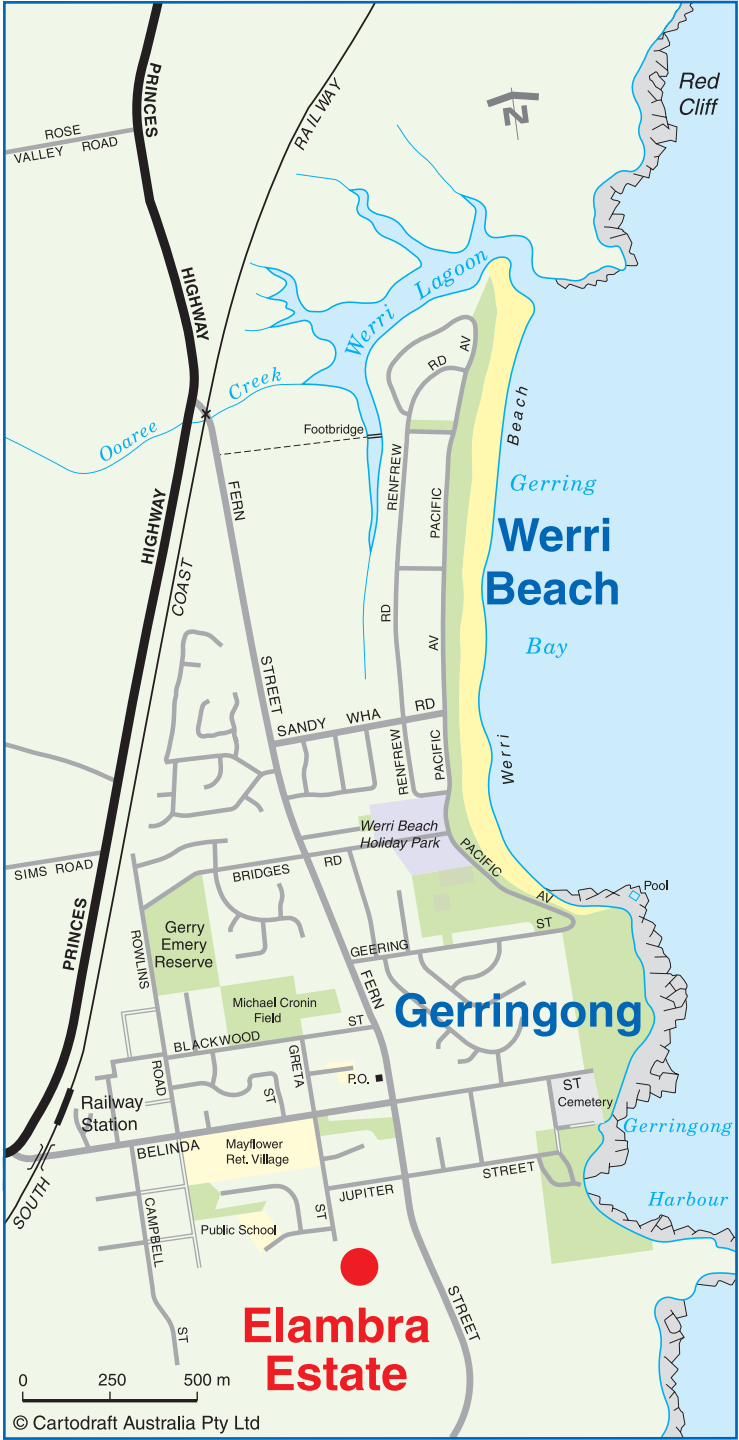 Red
Cliff
N
PRINCES
RAILWAY
ROSE
VALLEY ROAD
HIGHWAY
Werri Lagoon
RD
AV
Ooaree Creek
Beach
Footbridge
RENFREW
PACIFIC
FERN
HIGHWAY
Gerring
Werri
Beach
COAST
RD
AV
Bay
STREET
SANDY WHA RD
RENFREW
PACIFIC
Werri
Werri Beach
Holiday Park
SIMS ROAD
BRIDGES RD
PACIFIC
AV
Pool
ST
PRINCES
ROWLINS
Gerry
Emery
Reserve
GEERING
FERN
Michael Cronin
Field
Gerringong
BLACKWOOD ST
GRETA
ROAD
ST
P.O.
ST
Cemetery
Railway
Station
BELINDA
Mayflower
Ret. Village
Gerringong
SOUTH
STREET
JUPITER
Harbour
CAMPBELL
ST
Public School
STREET
ST
Elambra
Estate
0 250 500 m
© Cartodraft Australia Pty Ltd